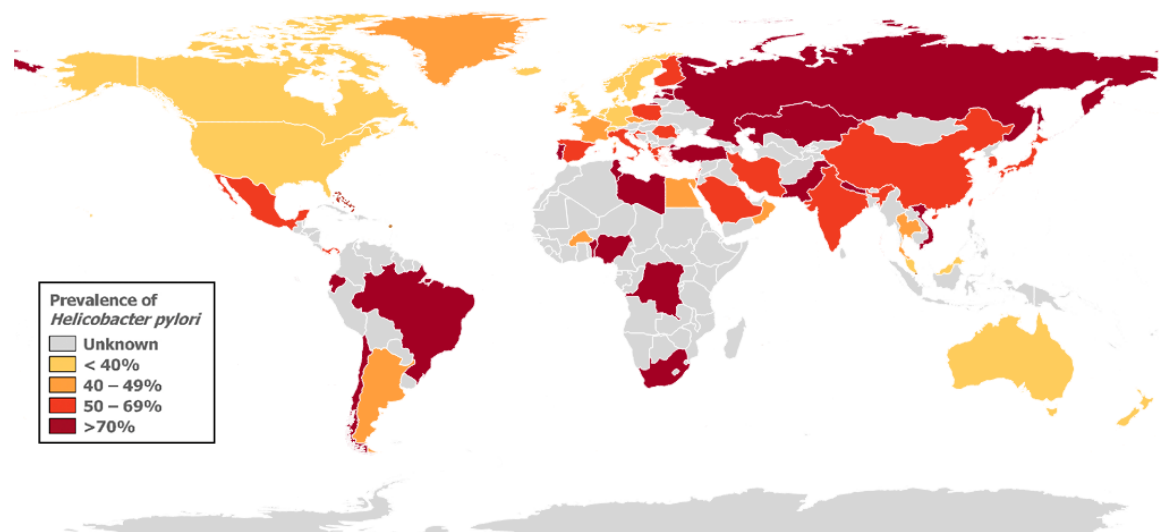 Prevalence of
Helicobacter pylori
Unknown
< 40%
40 – 49%
50 – 69%
>70%